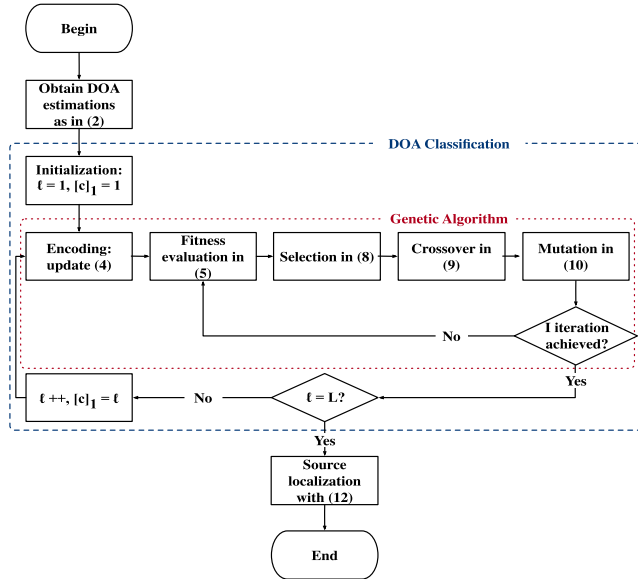 Begin
Obtain DOA
estimations
as in (2)
DOA Classification
Initialization:
ℓ = 1, [c]₁ = 1
Genetic Algorithm
Encoding:
update (4)
Fitness
evaluation in
(5)
Selection in (8)
Crossover in
(9)
Mutation in
(10)
I iteration
achieved?
No
Yes
ℓ = L?
No
ℓ ++, [c]₁ = ℓ
Yes
Source
localization
with (12)
End